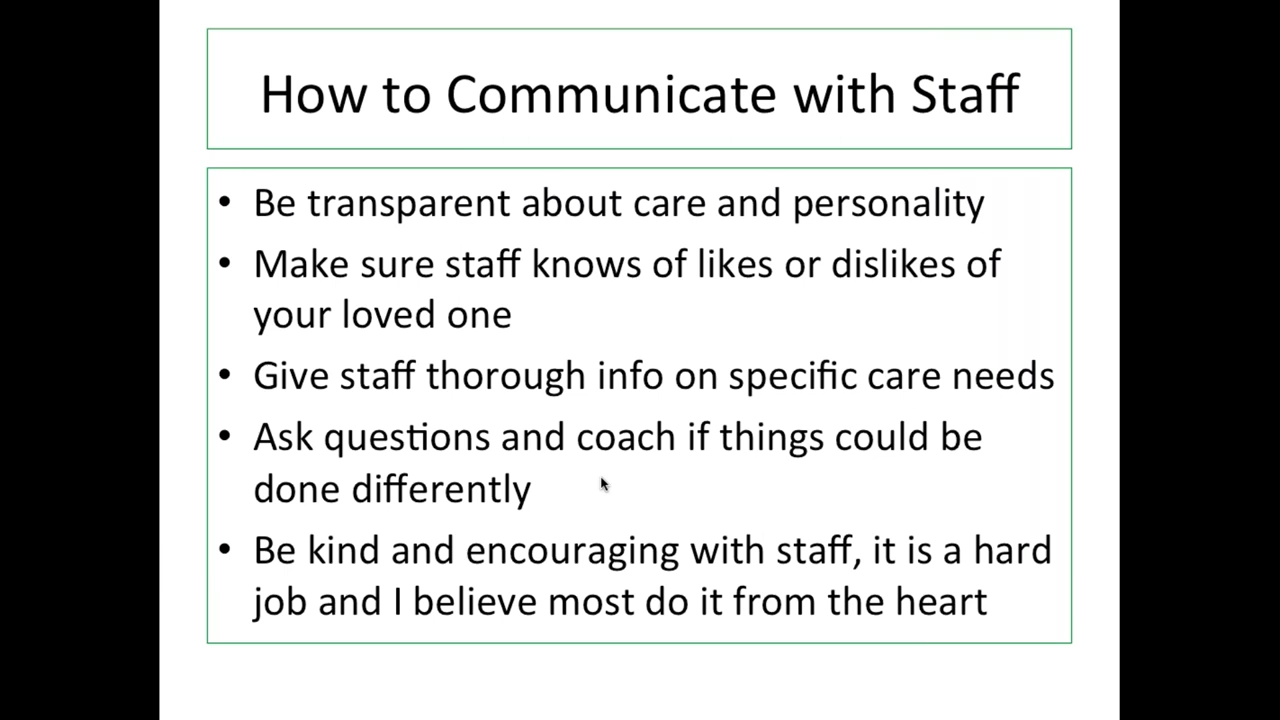 How to Communicate with Staff
• Be transparent about care and personality
• Make sure staff knows of likes or dislikes of
your loved one
• Give staff thorough info on specific care needs
• Ask questions and coach if things could be
done differently
• Be kind and encouraging with staff, it is a hard
job and I believe most do it from the heart